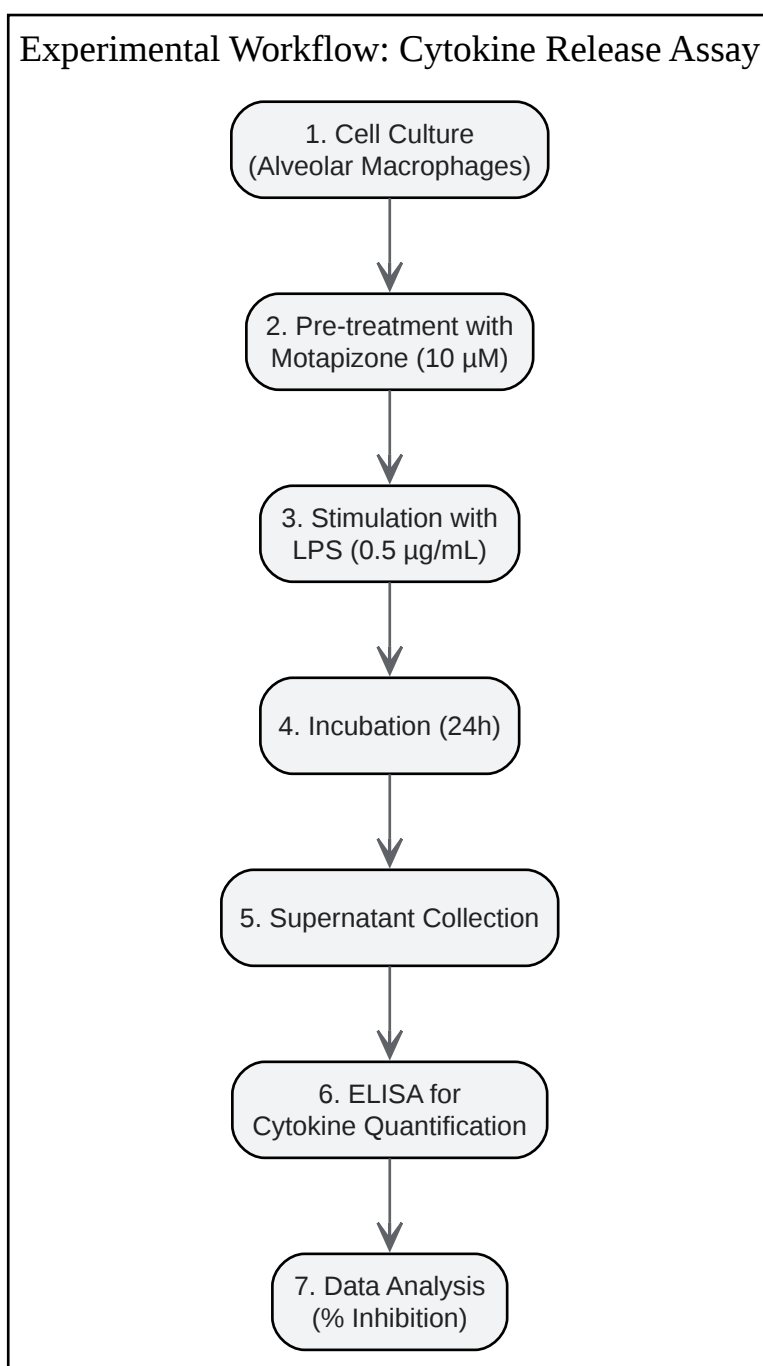 Experimental Workflow: Cytokine Release Assay
1. Cell Culture
(Alveolar Macrophages)
2. Pre-treatment with
Motapizone (10 µM)
3. Stimulation with
LPS (0.5 µg/mL)
4. Incubation (24h)
5. Supernatant Collection
6. ELISA for
Cytokine Quantification
7. Data Analysis
(% Inhibition)